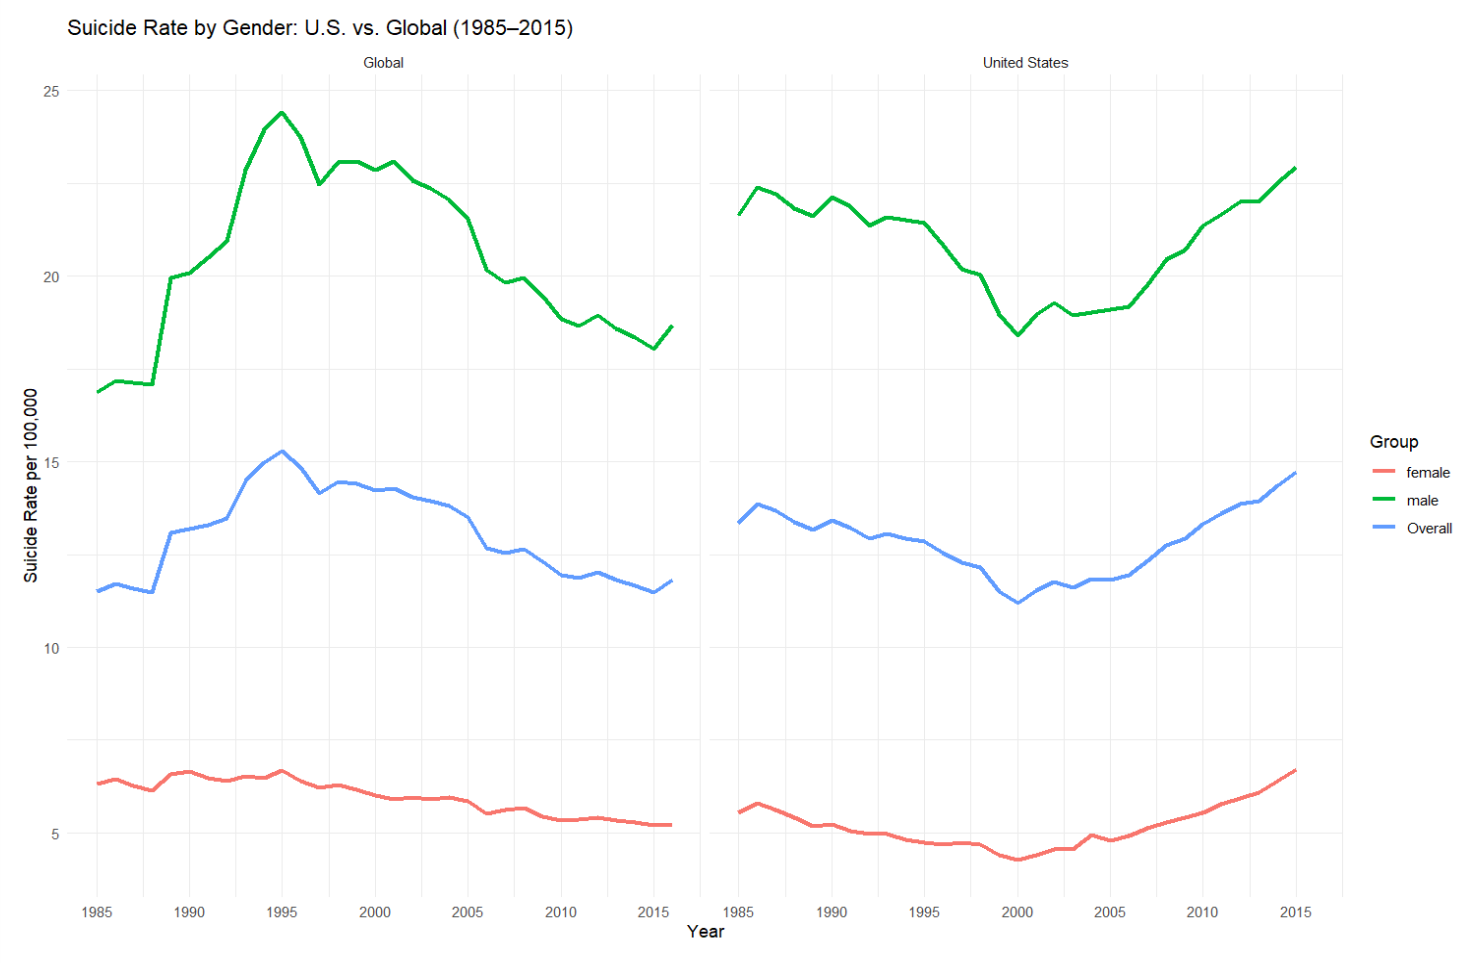 Suicide Rate by Gender: U.S. vs. Global (1985–2015)
Global
United States
25
20
15
10
5
Suicide Rate per 100,000
1985 1990 1995 2000 2005 2010 2015
1985 1990 1995 2000 2005 2010 2015
Year
Group
female
male
Overall